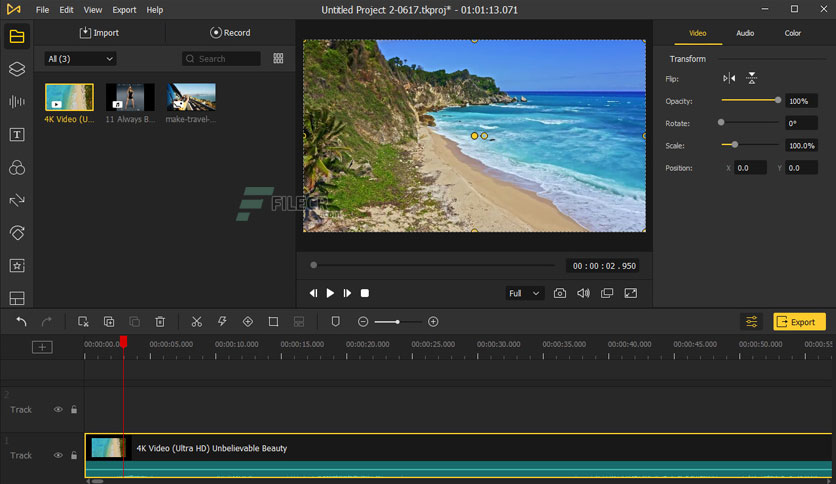 File Edit View Export Help
Untitled Project 2-0617.tkproj* - 01:01:13.071
Import
Record
Video Audio Color
All (3)
Search
Transform
Flip:
Opacity: 100%
Rotate: 0°
Scale: 100.0%
Position: X 0.0 Y 0.0
4K Video (U...
11 Always B...
make-travel-...
FILECR
00 : 00 : 02 . 950
Full
Export
00:00:00.
00:00:05.000
00:00:10.000
00:00:15.000
00:00:20.000
00:00:25.000
00:00:30.000
00:00:35.000
00:00:40.000
00:00:45.000
00:00:50.000
00:00:55
2
Track
1
Track
4K Video (Ultra HD) Unbelievable Beauty